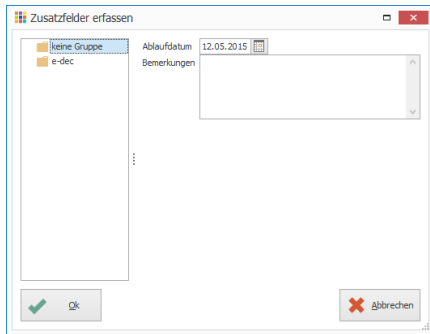 Zusatzfelder erfassen
keine Gruppe
e-dec
Ablaufdatum 12.05.2015
Bemerkungen
Ok
Abbrechen